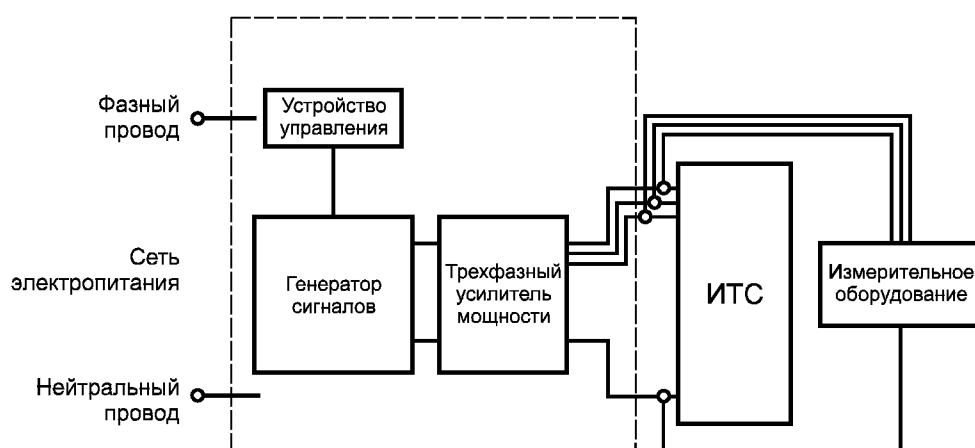 Фазный
провод
Устройство
управления
Сеть
электропитания
Генератор
сигналов
Трехфазный
усилитель
мощности
ИТС
Измерительное
оборудование
Нейтральный
провод